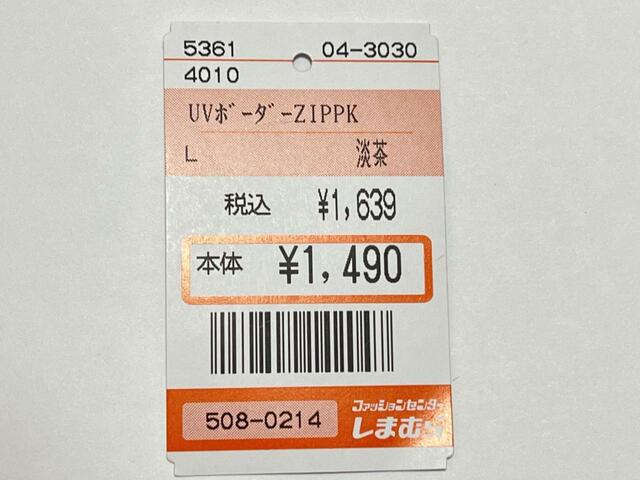 5361 04-3030
4010
UVﾎﾞｰﾀﾞｰZIPPK
L 淡茶
税込 ¥1,639
本体 ¥1,490
508-0214
ファッションセンター
しまむら